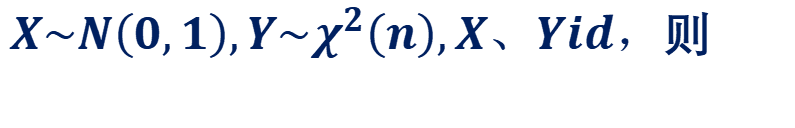 X~N(0, 1), Y~χ²(n), X、Yid，则